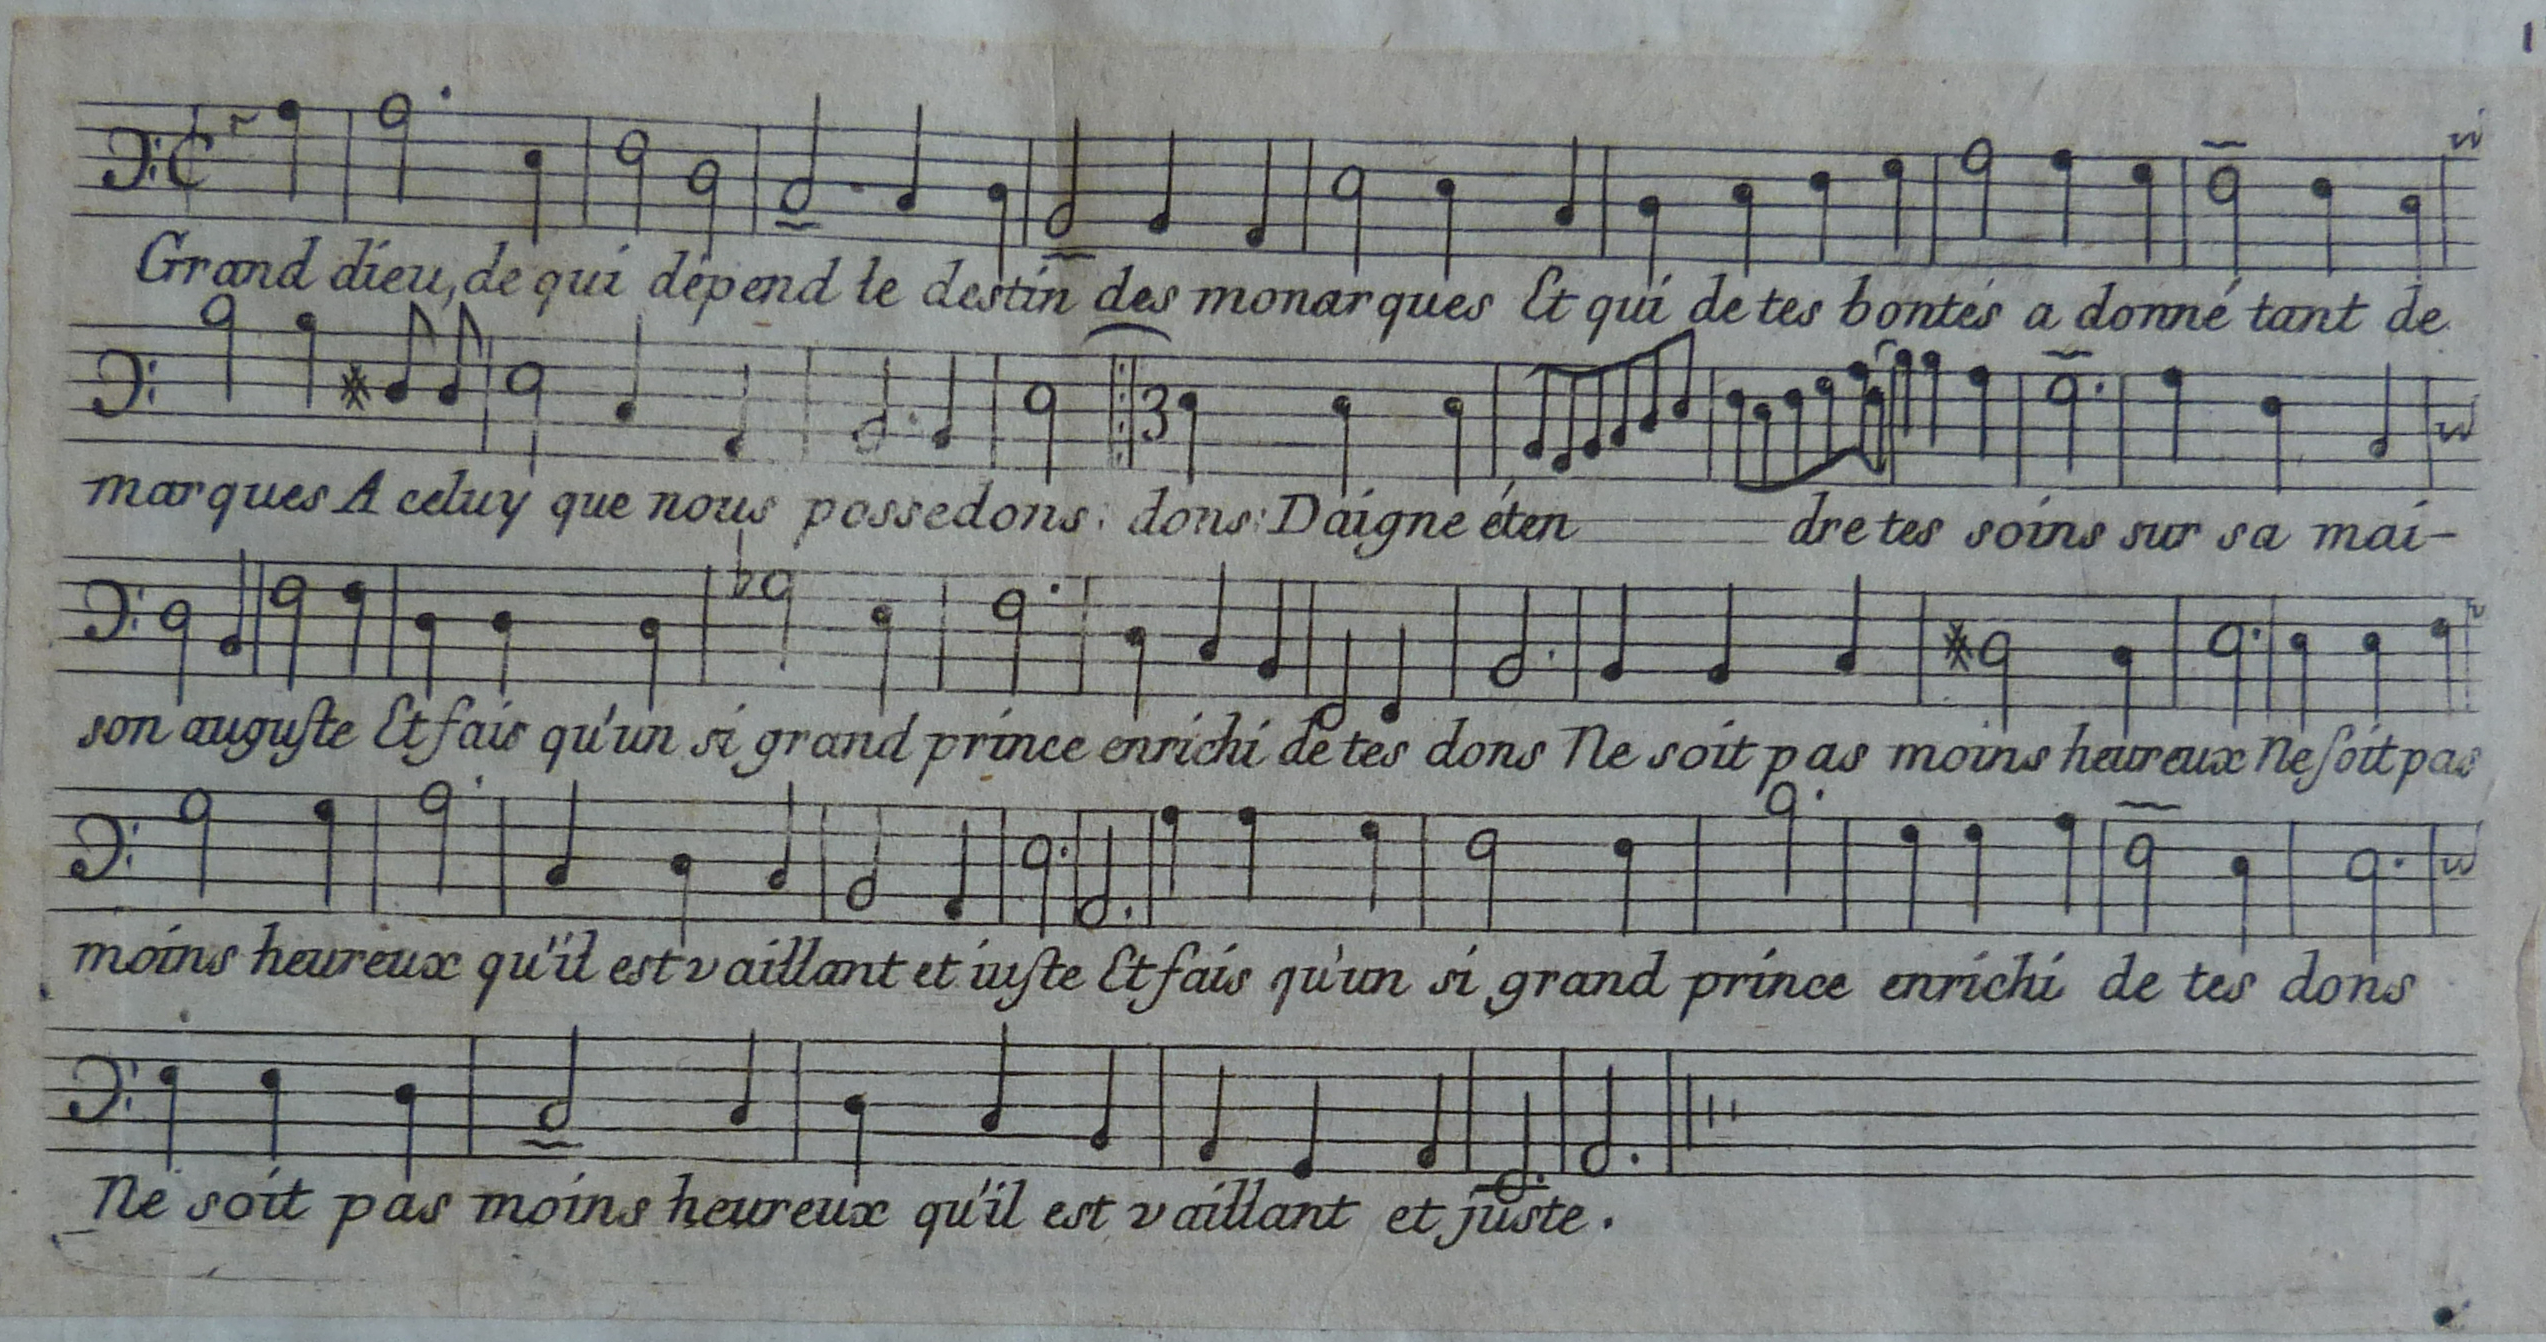 1
Grand dieu, de qui dépend le destin des monarques Et qui de tes bontés a donné tant de
3
marques A celuy que nous possedons: dons: Daigne éten dre tes soins sur sa mai-
son auguste Et fais qu'un si grand prince enrichi de tes dons Ne soit pas moins heureux Ne soit pas
moins heureux qu'il est vaillant et iuste Et fais qu'un si grand prince enrichi de tes dons
Ne soit pas moins heureux qu'il est vaillant et juste.